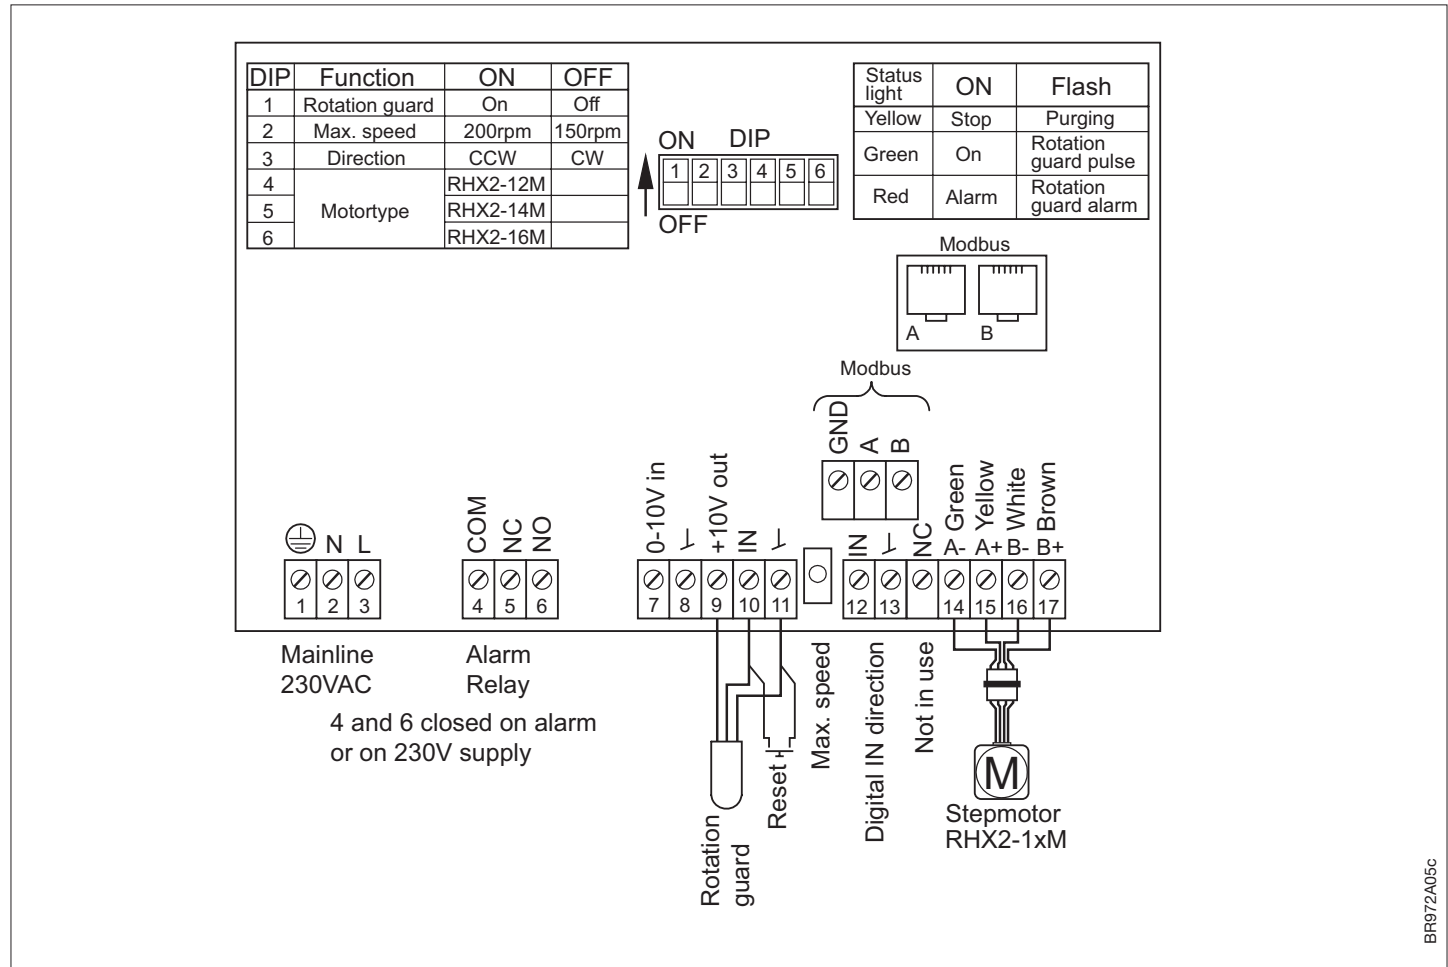 DIP Function ON OFF
1 Rotation guard On Off
2 Max. speed 200rpm 150rpm
3 Direction CCW CW
4 RHX2-12M
5 Motortype RHX2-14M
6 RHX2-16M
ON DIP
1 2 3 4 5 6
OFF
Status light ON Flash
Yellow Stop Purging
Green On Rotation guard pulse
Red Alarm Rotation guard alarm
Modbus
A B
Modbus
GND A B
N L
1 2 3
Mainline
230VAC
COM NC NO
4 5 6
Alarm
Relay
4 and 6 closed on alarm
or on 230V supply
0-10V in
+10V out
IN
7 8 9 10 11
Rotation
guard
Reset
Max. speed
IN
NC
Green Yellow White Brown
A- A+ B- B+
12 13 14 15 16 17
Digital IN direction
Not in use
M
Stepmotor
RHX2-1xM
BR972A05c